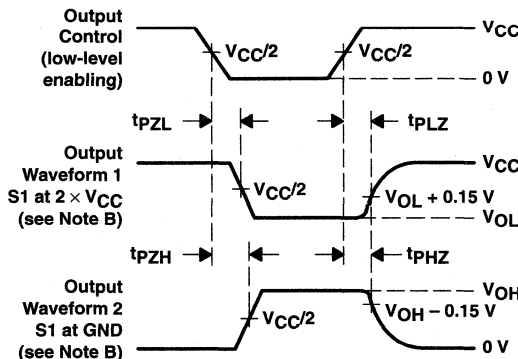 Output
Control
(low-level
enabling)
VCC/2
VCC/2
VCC
0 V
tPZL
tPLZ
Output
Waveform 1
S1 at 2 × VCC
(see Note B)
VCC/2
VCC
VOL + 0.15 V
VOL
tPZH
tPHZ
Output
Waveform 2
S1 at GND
(see Note B)
VCC/2
VOH
VOH − 0.15 V
0 V